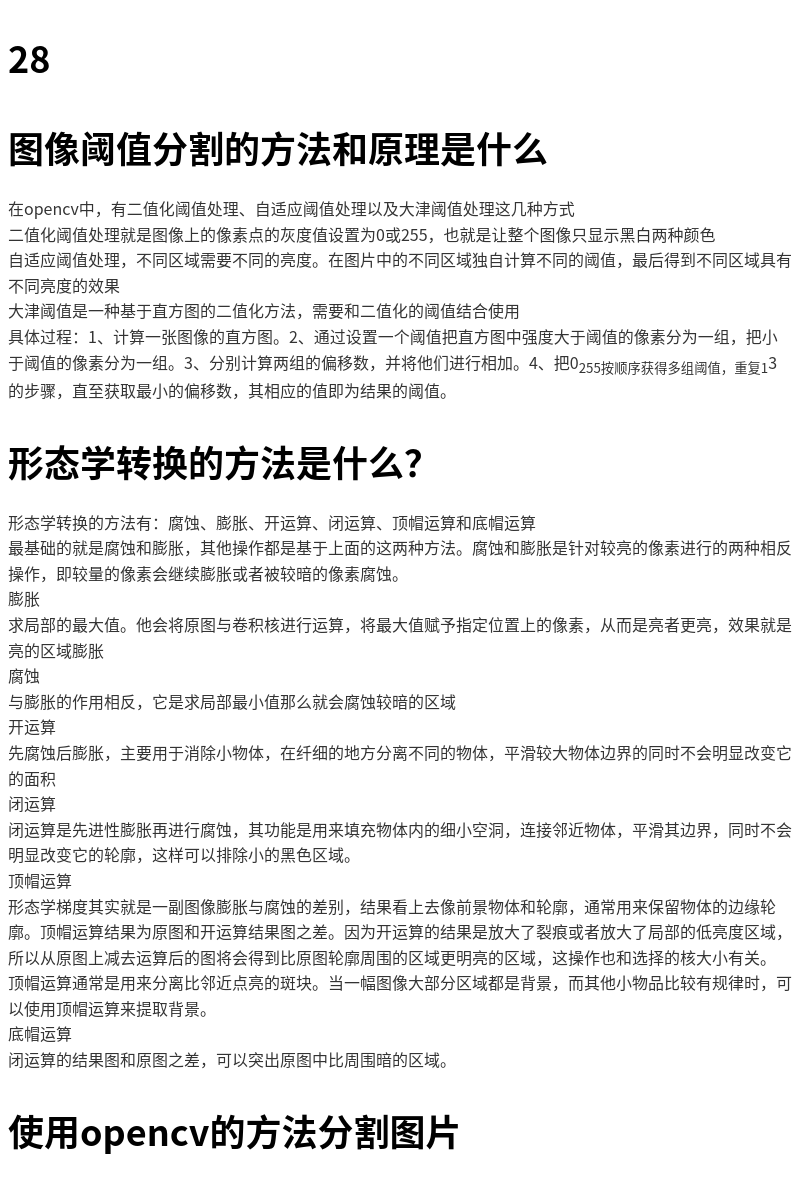 28
图像阈值分割的方法和原理是什么
在opencv中，有二值化阈值处理、自适应阈值处理以及大津阈值处理这几种方式
二值化阈值处理就是图像上的像素点的灰度值设置为0或255，也就是让整个图像只显示黑白两种颜色
自适应阈值处理，不同区域需要不同的亮度。在图片中的不同区域独自计算不同的阈值，最后得到不同区域具有
不同亮度的效果
大津阈值是一种基于直方图的二值化方法，需要和二值化的阈值结合使用
具体过程：1、计算一张图像的直方图。2、通过设置一个阈值把直方图中强度大于阈值的像素分为一组，把小
于阈值的像素分为一组。3、分别计算两组的偏移数，并将他们进行相加。4、把0255按顺序获得多组阈值，重复13
的步骤，直至获取最小的偏移数，其相应的值即为结果的阈值。
形态学转换的方法是什么？
形态学转换的方法有：腐蚀、膨胀、开运算、闭运算、顶帽运算和底帽运算
最基础的就是腐蚀和膨胀，其他操作都是基于上面的这两种方法。腐蚀和膨胀是针对较亮的像素进行的两种相反
操作，即较量的像素会继续膨胀或者被较暗的像素腐蚀。
膨胀
求局部的最大值。他会将原图与卷积核进行运算，将最大值赋予指定位置上的像素，从而是亮者更亮，效果就是
亮的区域膨胀
腐蚀
与膨胀的作用相反，它是求局部最小值那么就会腐蚀较暗的区域
开运算
先腐蚀后膨胀，主要用于消除小物体，在纤细的地方分离不同的物体，平滑较大物体边界的同时不会明显改变它
的面积
闭运算
闭运算是先进性膨胀再进行腐蚀，其功能是用来填充物体内的细小空洞，连接邻近物体，平滑其边界，同时不会
明显改变它的轮廓，这样可以排除小的黑色区域。
顶帽运算
形态学梯度其实就是一副图像膨胀与腐蚀的差别，结果看上去像前景物体和轮廓，通常用来保留物体的边缘轮
廓。顶帽运算结果为原图和开运算结果图之差。因为开运算的结果是放大了裂痕或者放大了局部的低亮度区域，
所以从原图上减去运算后的图将会得到比原图轮廓周围的区域更明亮的区域，这操作也和选择的核大小有关。
顶帽运算通常是用来分离比邻近点亮的斑块。当一幅图像大部分区域都是背景，而其他小物品比较有规律时，可
以使用顶帽运算来提取背景。
底帽运算
闭运算的结果图和原图之差，可以突出原图中比周围暗的区域。
使用opencv的方法分割图片